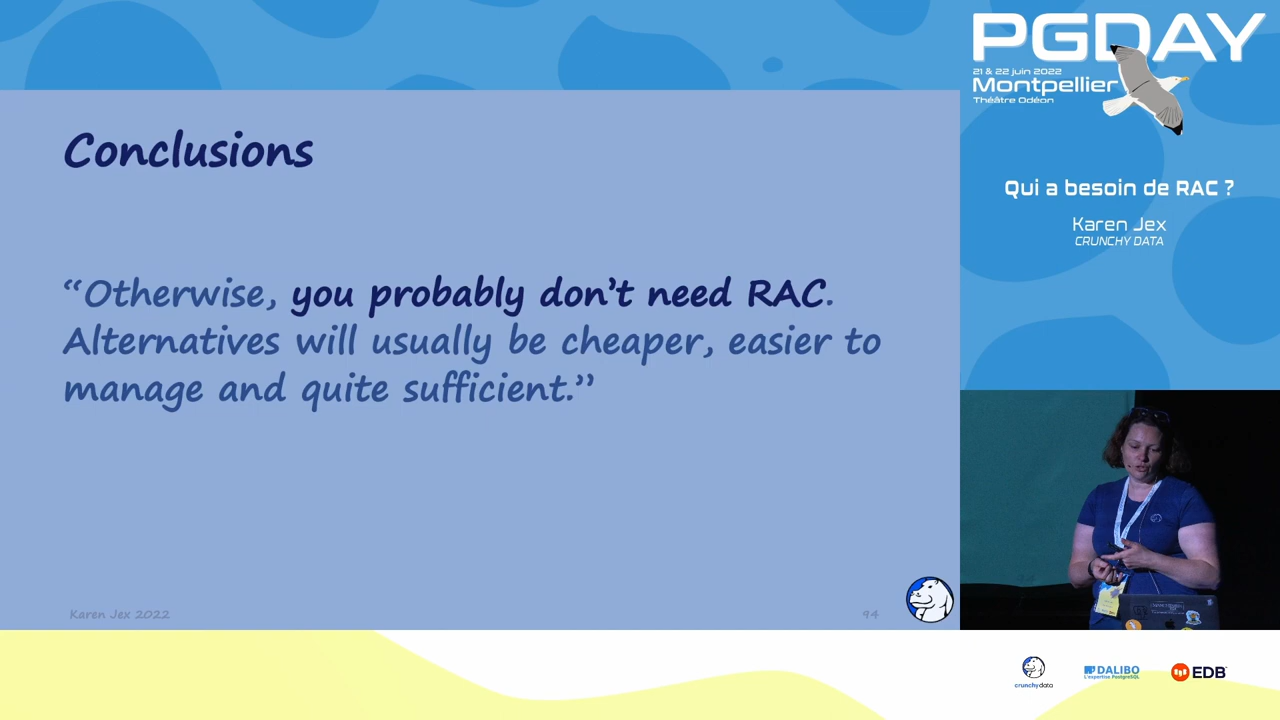 Conclusions
“Otherwise, you probably don’t need RAC.
Alternatives will usually be cheaper, easier to
manage and quite sufficient.”
Karen Jex 2022
94
PGDAY
21 & 22 juin 2022
Montpellier
Théâtre Odéon
Qui a besoin de RAC ?
Karen Jex
CRUNCHY DATA
crunchydata
DALIBO
L'expertise PostgreSQL
EDB